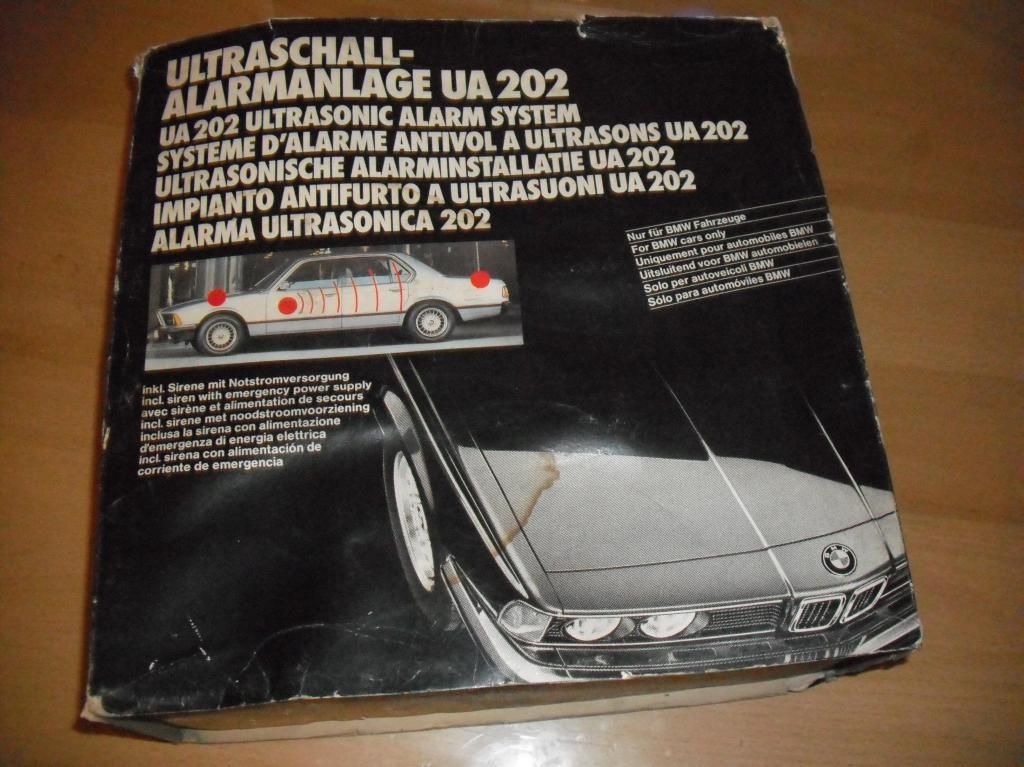 ULTRASCHALL-
ALARMANLAGE UA 202
UA 202 ULTRASONIC ALARM SYSTEM
SYSTEME D'ALARME ANTIVOL A ULTRASONS UA 202
ULTRASONISCHE ALARMINSTALLATIE UA 202
IMPIANTO ANTIFURTO A ULTRASUONI UA 202
ALARMA ULTRASONICA 202
Nur für BMW Fahrzeuge
For BMW cars only
Uniquement pour automobiles BMW
Uitsluitend voor BMW automobielen
Solo per autoveicoli BMW
Sólo para automóviles BMW
inkl. Sirene mit Notstromversorgung
incl. siren with emergency power supply
avec sirène et alimentation de secours
incl. sirene met noodstroomvoorziening
inclusa la sirena con alimentazione
d'emergenza di energia elettrica
incl. sirena con alimentación de
corriente de emergencia
BMW